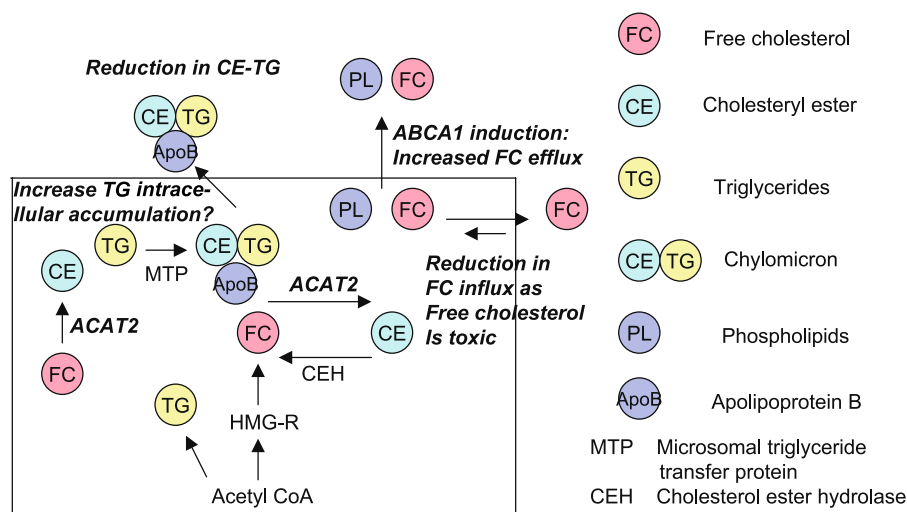 Reduction in CE-TG
CE TG
ApoB
PL FC
ABCA1 induction:
Increased FC efflux
Increase TG intrace-
llular accumulation?
PL FC
FC
TG
MTP
CE TG
ApoB
CE
ACAT2
FC
ACAT2
FC
CE
CEH
Reduction in
FC influx as
Free cholesterol
Is toxic
TG
HMG-R
Acetyl CoA
FC Free cholesterol
CE Cholesteryl ester
TG Triglycerides
CE TG Chylomicron
PL Phospholipids
ApoB Apolipoprotein B
MTP Microsomal triglyceride
transfer protein
CEH Cholesterol ester hydrolase